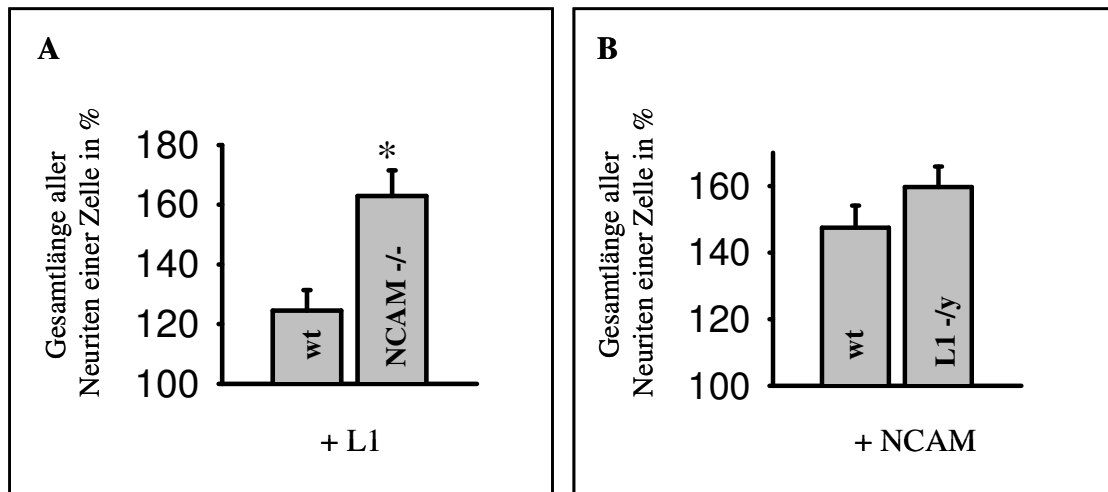 A
Gesamtlänge aller
Neuriten einer Zelle in %
180
160
140
120
100
*
wt
NCAM -/-
+ L1
B
Gesamtlänge aller
Neuriten einer Zelle in %
160
140
120
100
wt
L1 -/y
+ NCAM